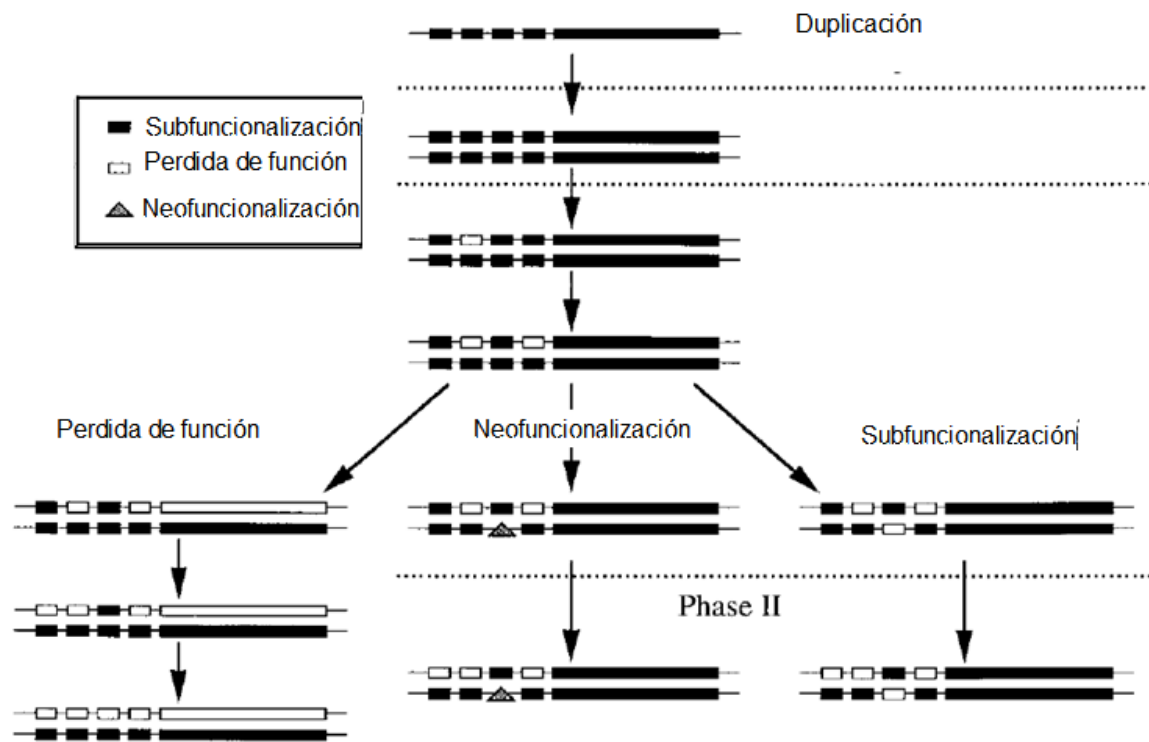 Duplicación
Subfuncionalización
Perdida de función
Neofuncionalización
Perdida de función
Neofuncionalización
Subfuncionalización
Phase II